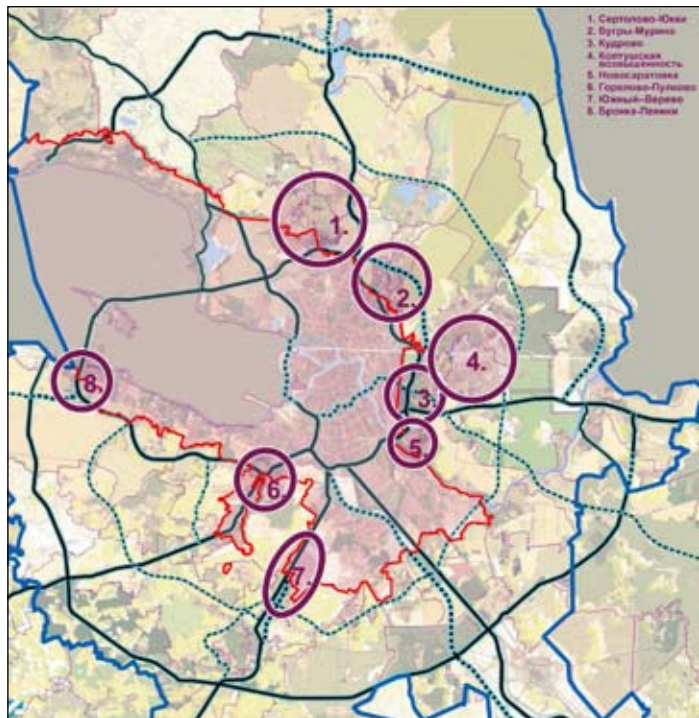 1. Сертолово-Юкки
2. Бугры-Мурино
3. Кудрово
4. Колтушская
возвышенность
5. Новосаратовка
6. Горелово-Пулково
7. Южный-Верево
8. Бронка-Пеники
1.
2.
4.
8.
3.
5.
6.
7.